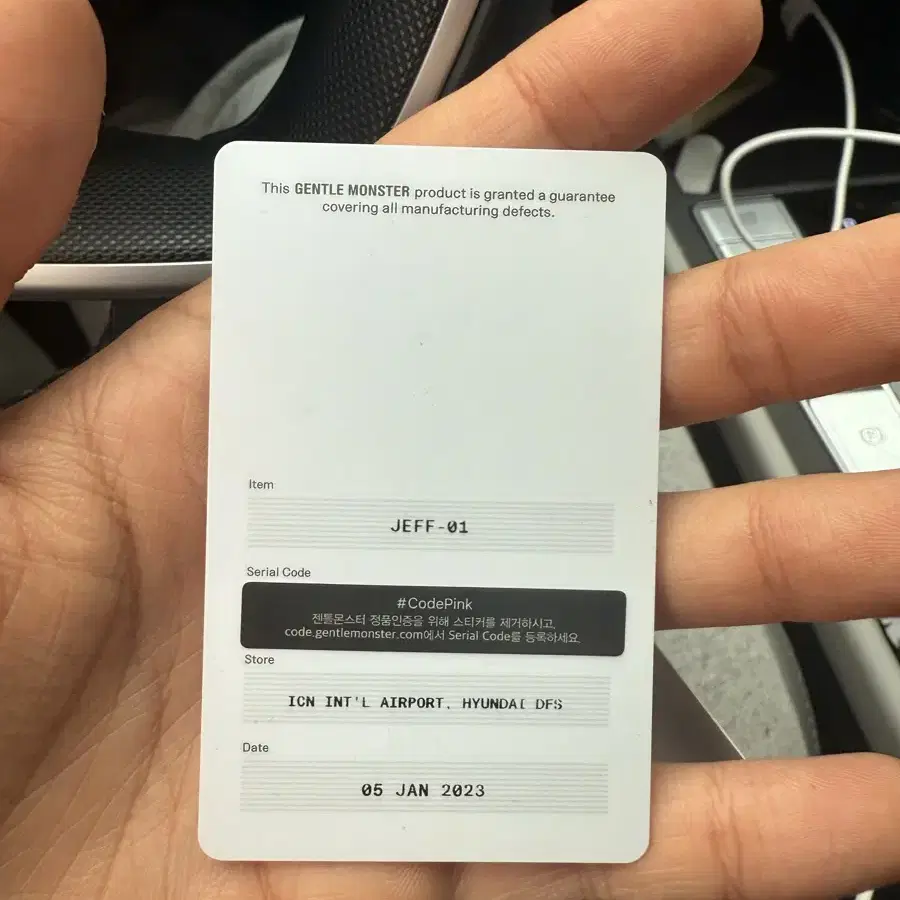 This GENTLE MONSTER product is granted a guarantee
covering all manufacturing defects.
Item
JEFF-01
Serial Code
#CodePink
젠틀몬스터 정품인증을 위해 스티커를 제거하시고,
code.gentlemonster.com에서 Serial Code를 등록하세요.
Store
ICN INT'L AIRPORT, HYUNDAI DFS
Date
05 JAN 2023